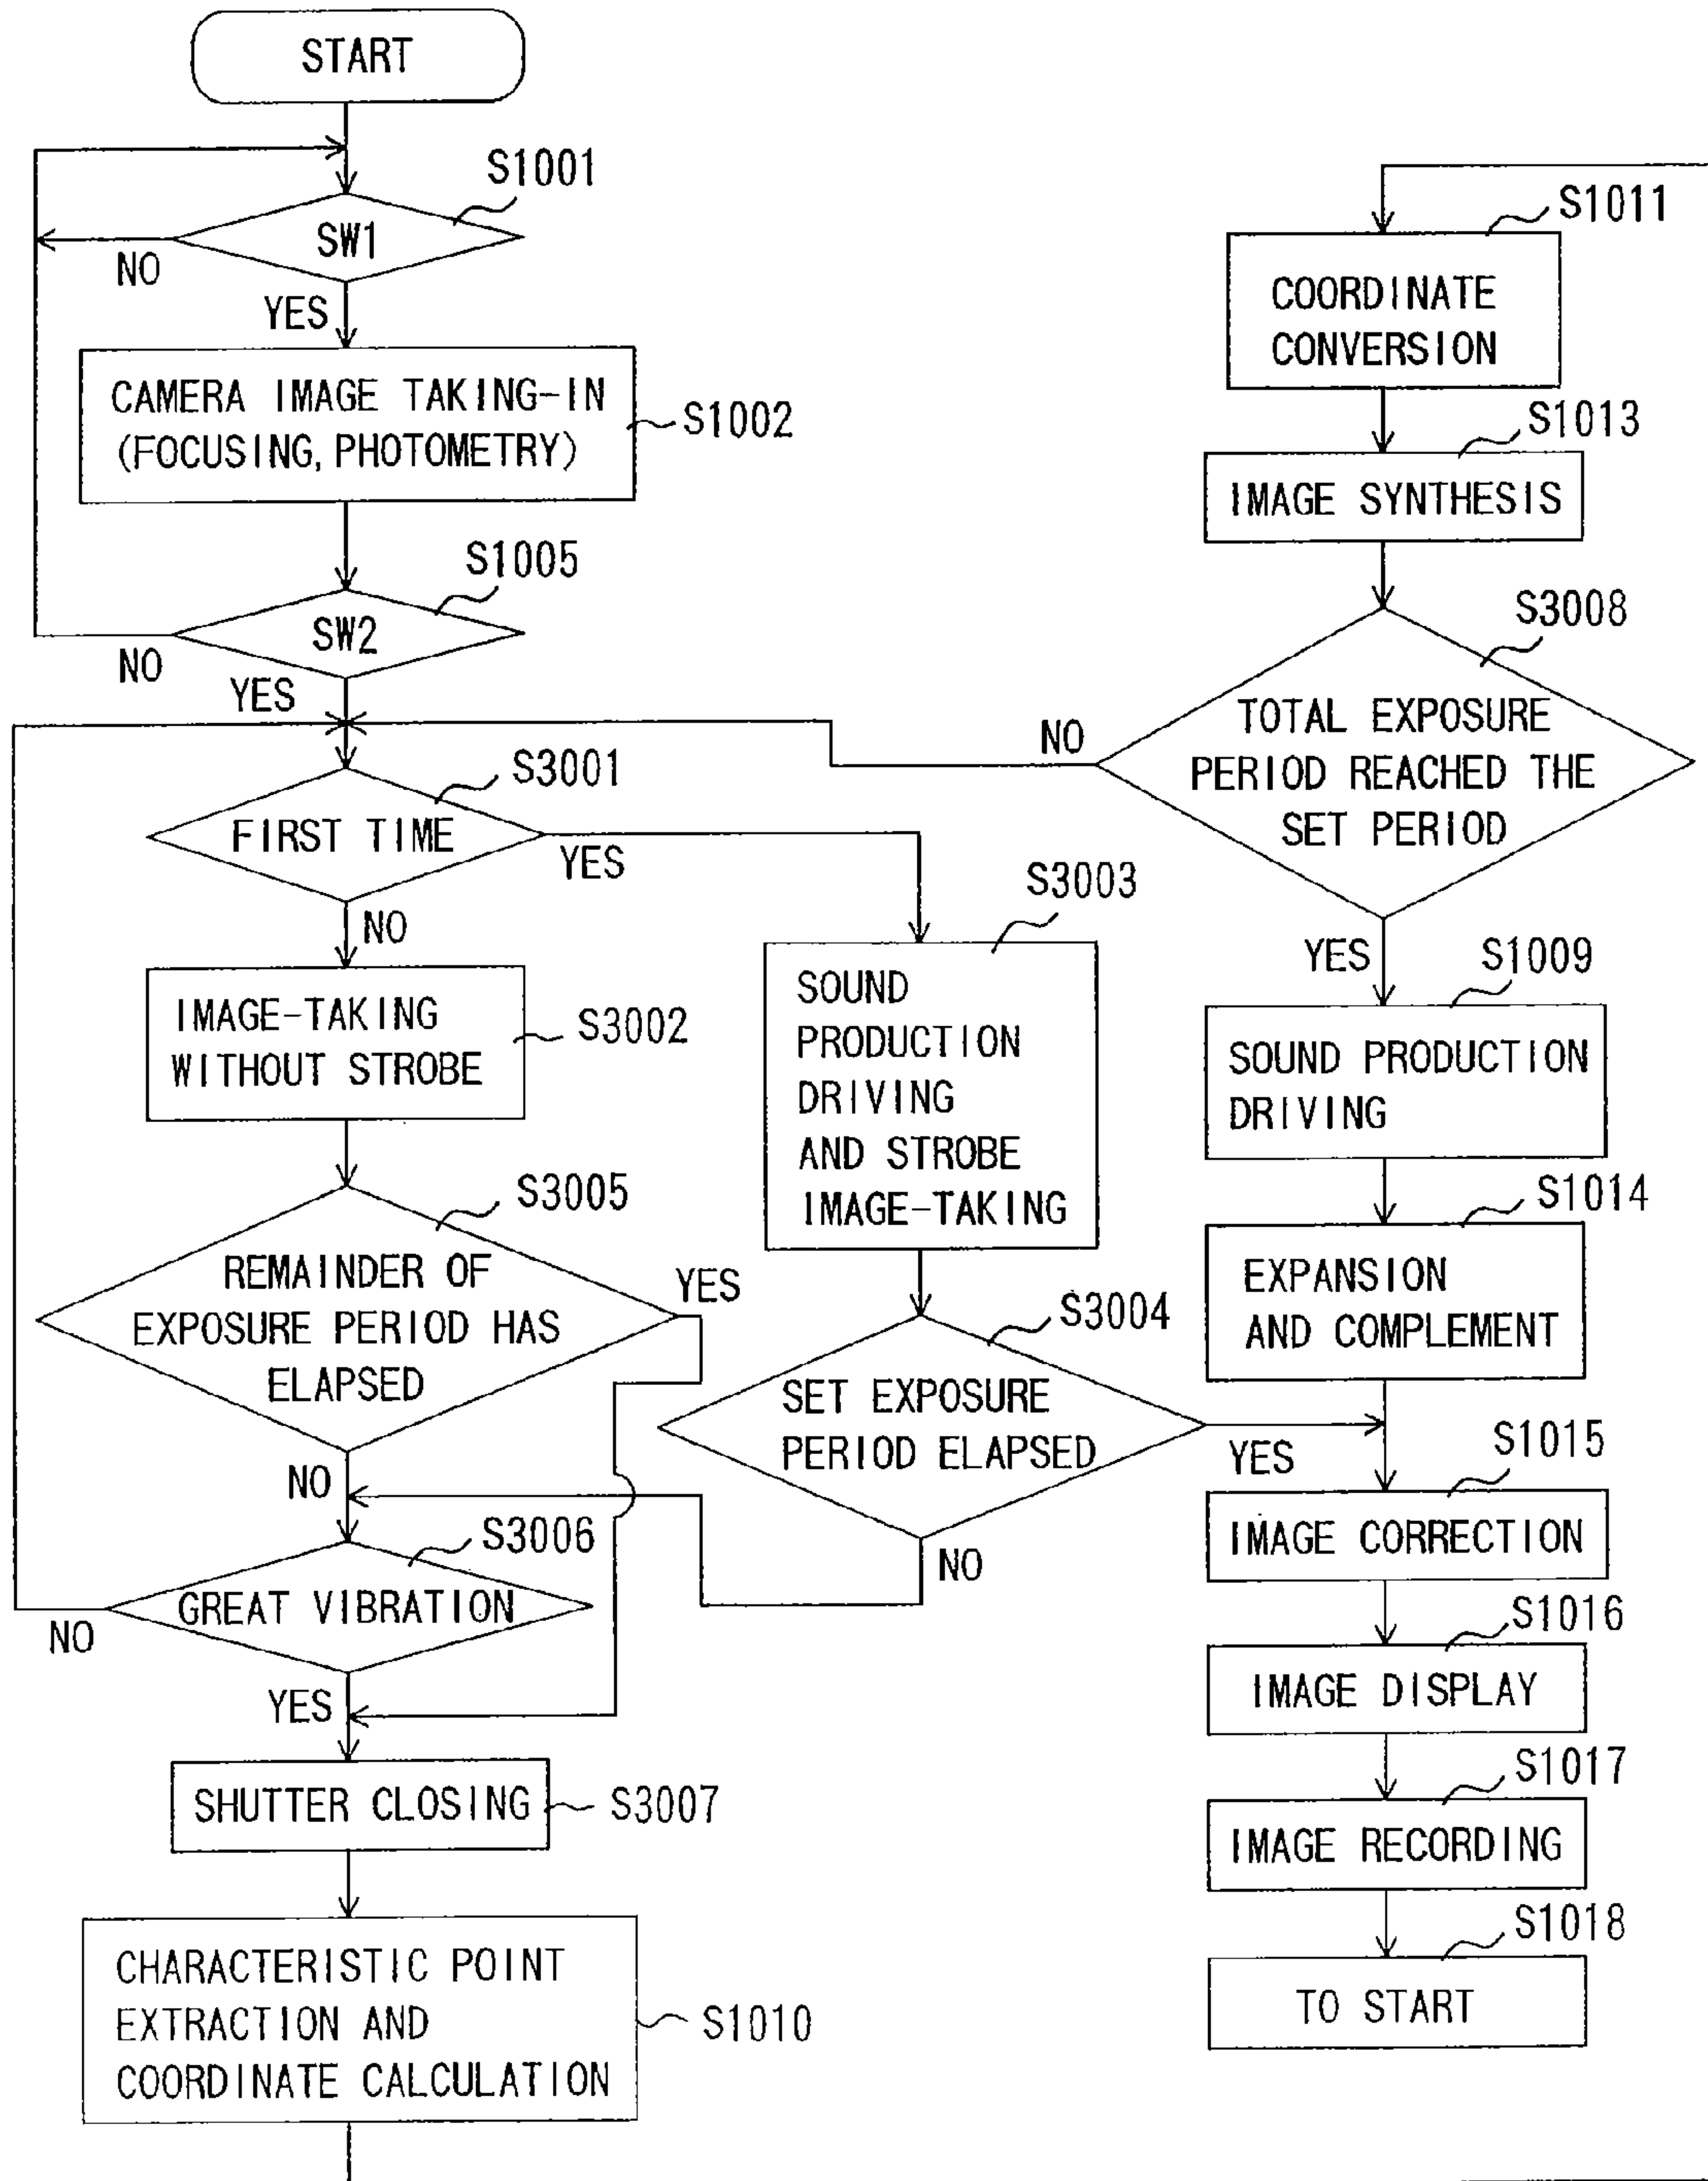 START
S1001
SW1
NO
YES
CAMERA IMAGE TAKING-IN
(FOCUSING, PHOTOMETRY)
S1002
S1005
SW2
NO
YES
S3001
FIRST TIME
YES
NO
IMAGE-TAKING
WITHOUT STROBE
S3002
S3003
SOUND
PRODUCTION
DRIVING
AND STROBE
IMAGE-TAKING
S3005
REMAINDER OF
EXPOSURE PERIOD HAS
ELAPSED
YES
NO
S3004
SET EXPOSURE
PERIOD ELAPSED
YES
NO
S3006
GREAT VIBRATION
NO
YES
SHUTTER CLOSING
S3007
CHARACTERISTIC POINT
EXTRACTION AND
COORDINATE CALCULATION
S1010
S1011
COORDINATE
CONVERSION
S1013
IMAGE SYNTHESIS
S3008
TOTAL EXPOSURE
PERIOD REACHED THE
SET PERIOD
NO
YES
S1009
SOUND PRODUCTION
DRIVING
S1014
EXPANSION
AND COMPLEMENT
S1015
IMAGE CORRECTION
S1016
IMAGE DISPLAY
S1017
IMAGE RECORDING
S1018
TO START